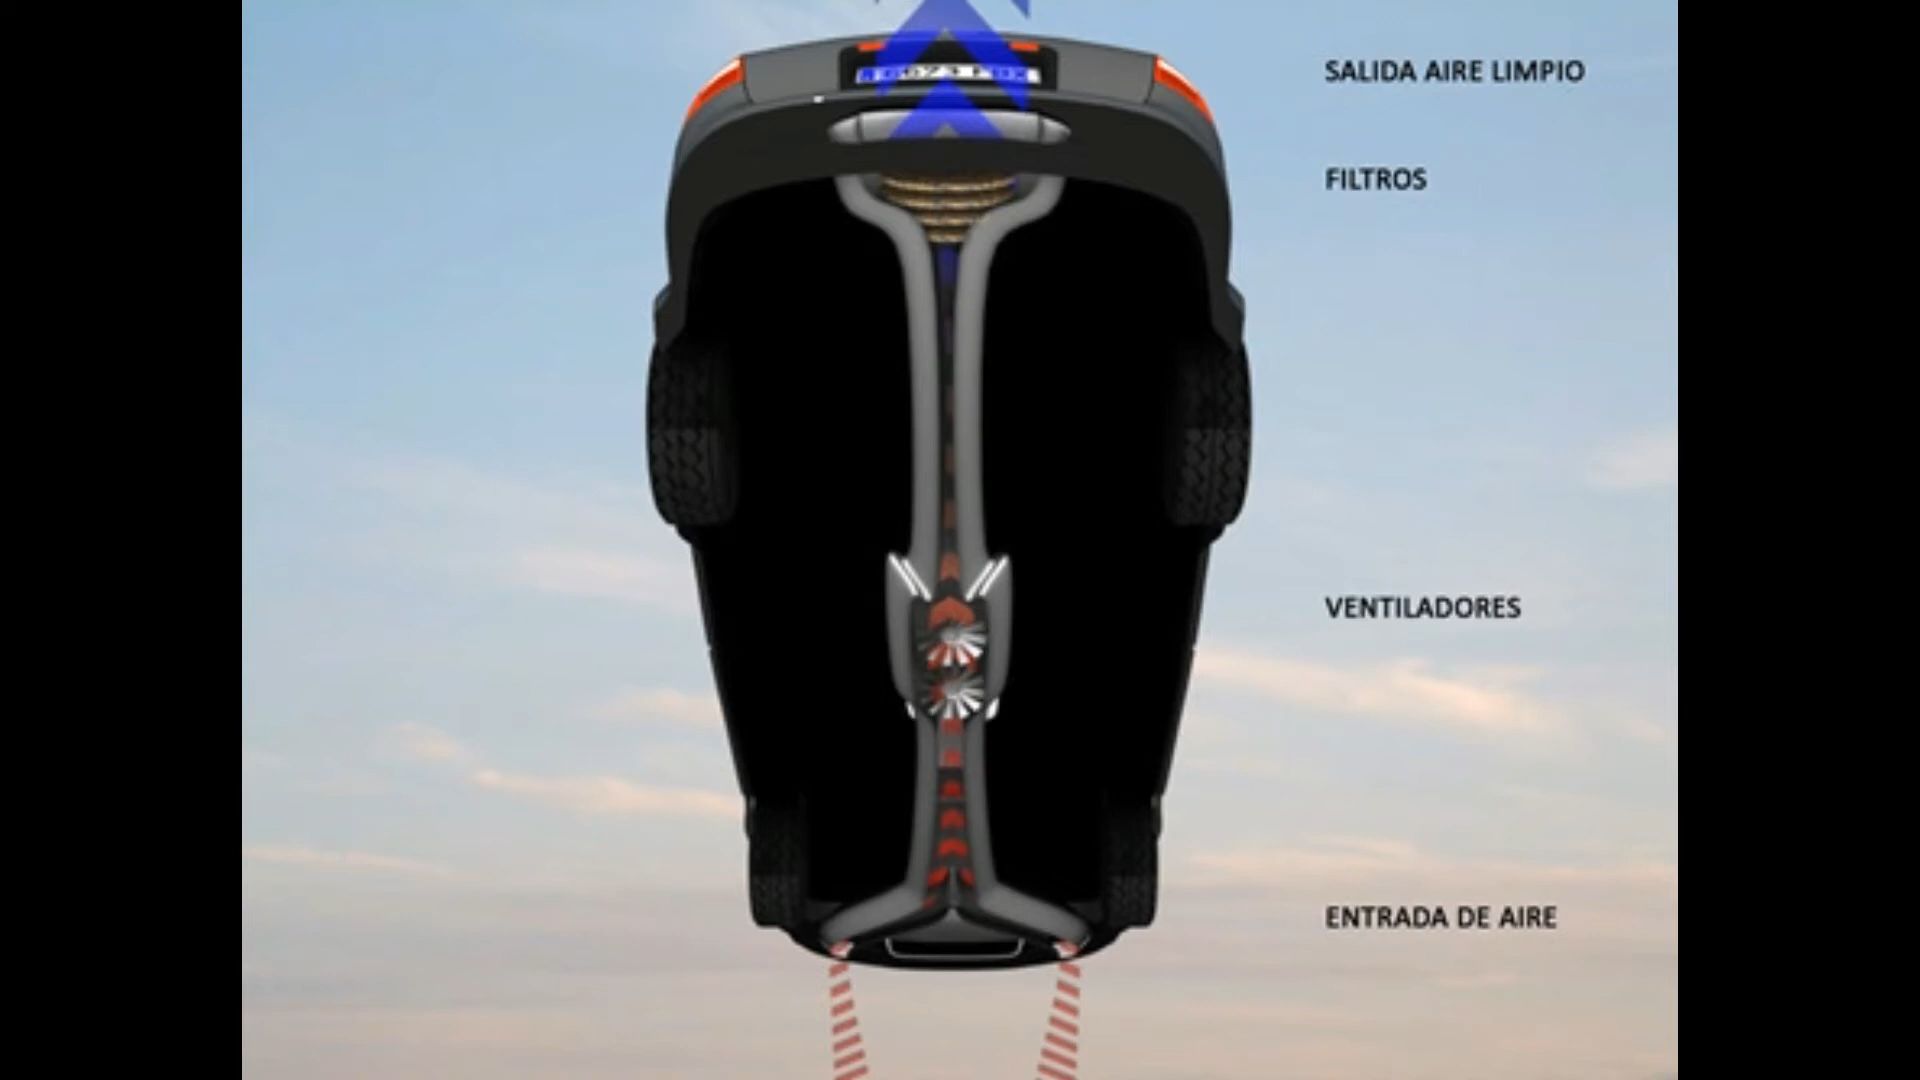 SALIDA AIRE LIMPIO
FILTROS
VENTILADORES
ENTRADA DE AIRE